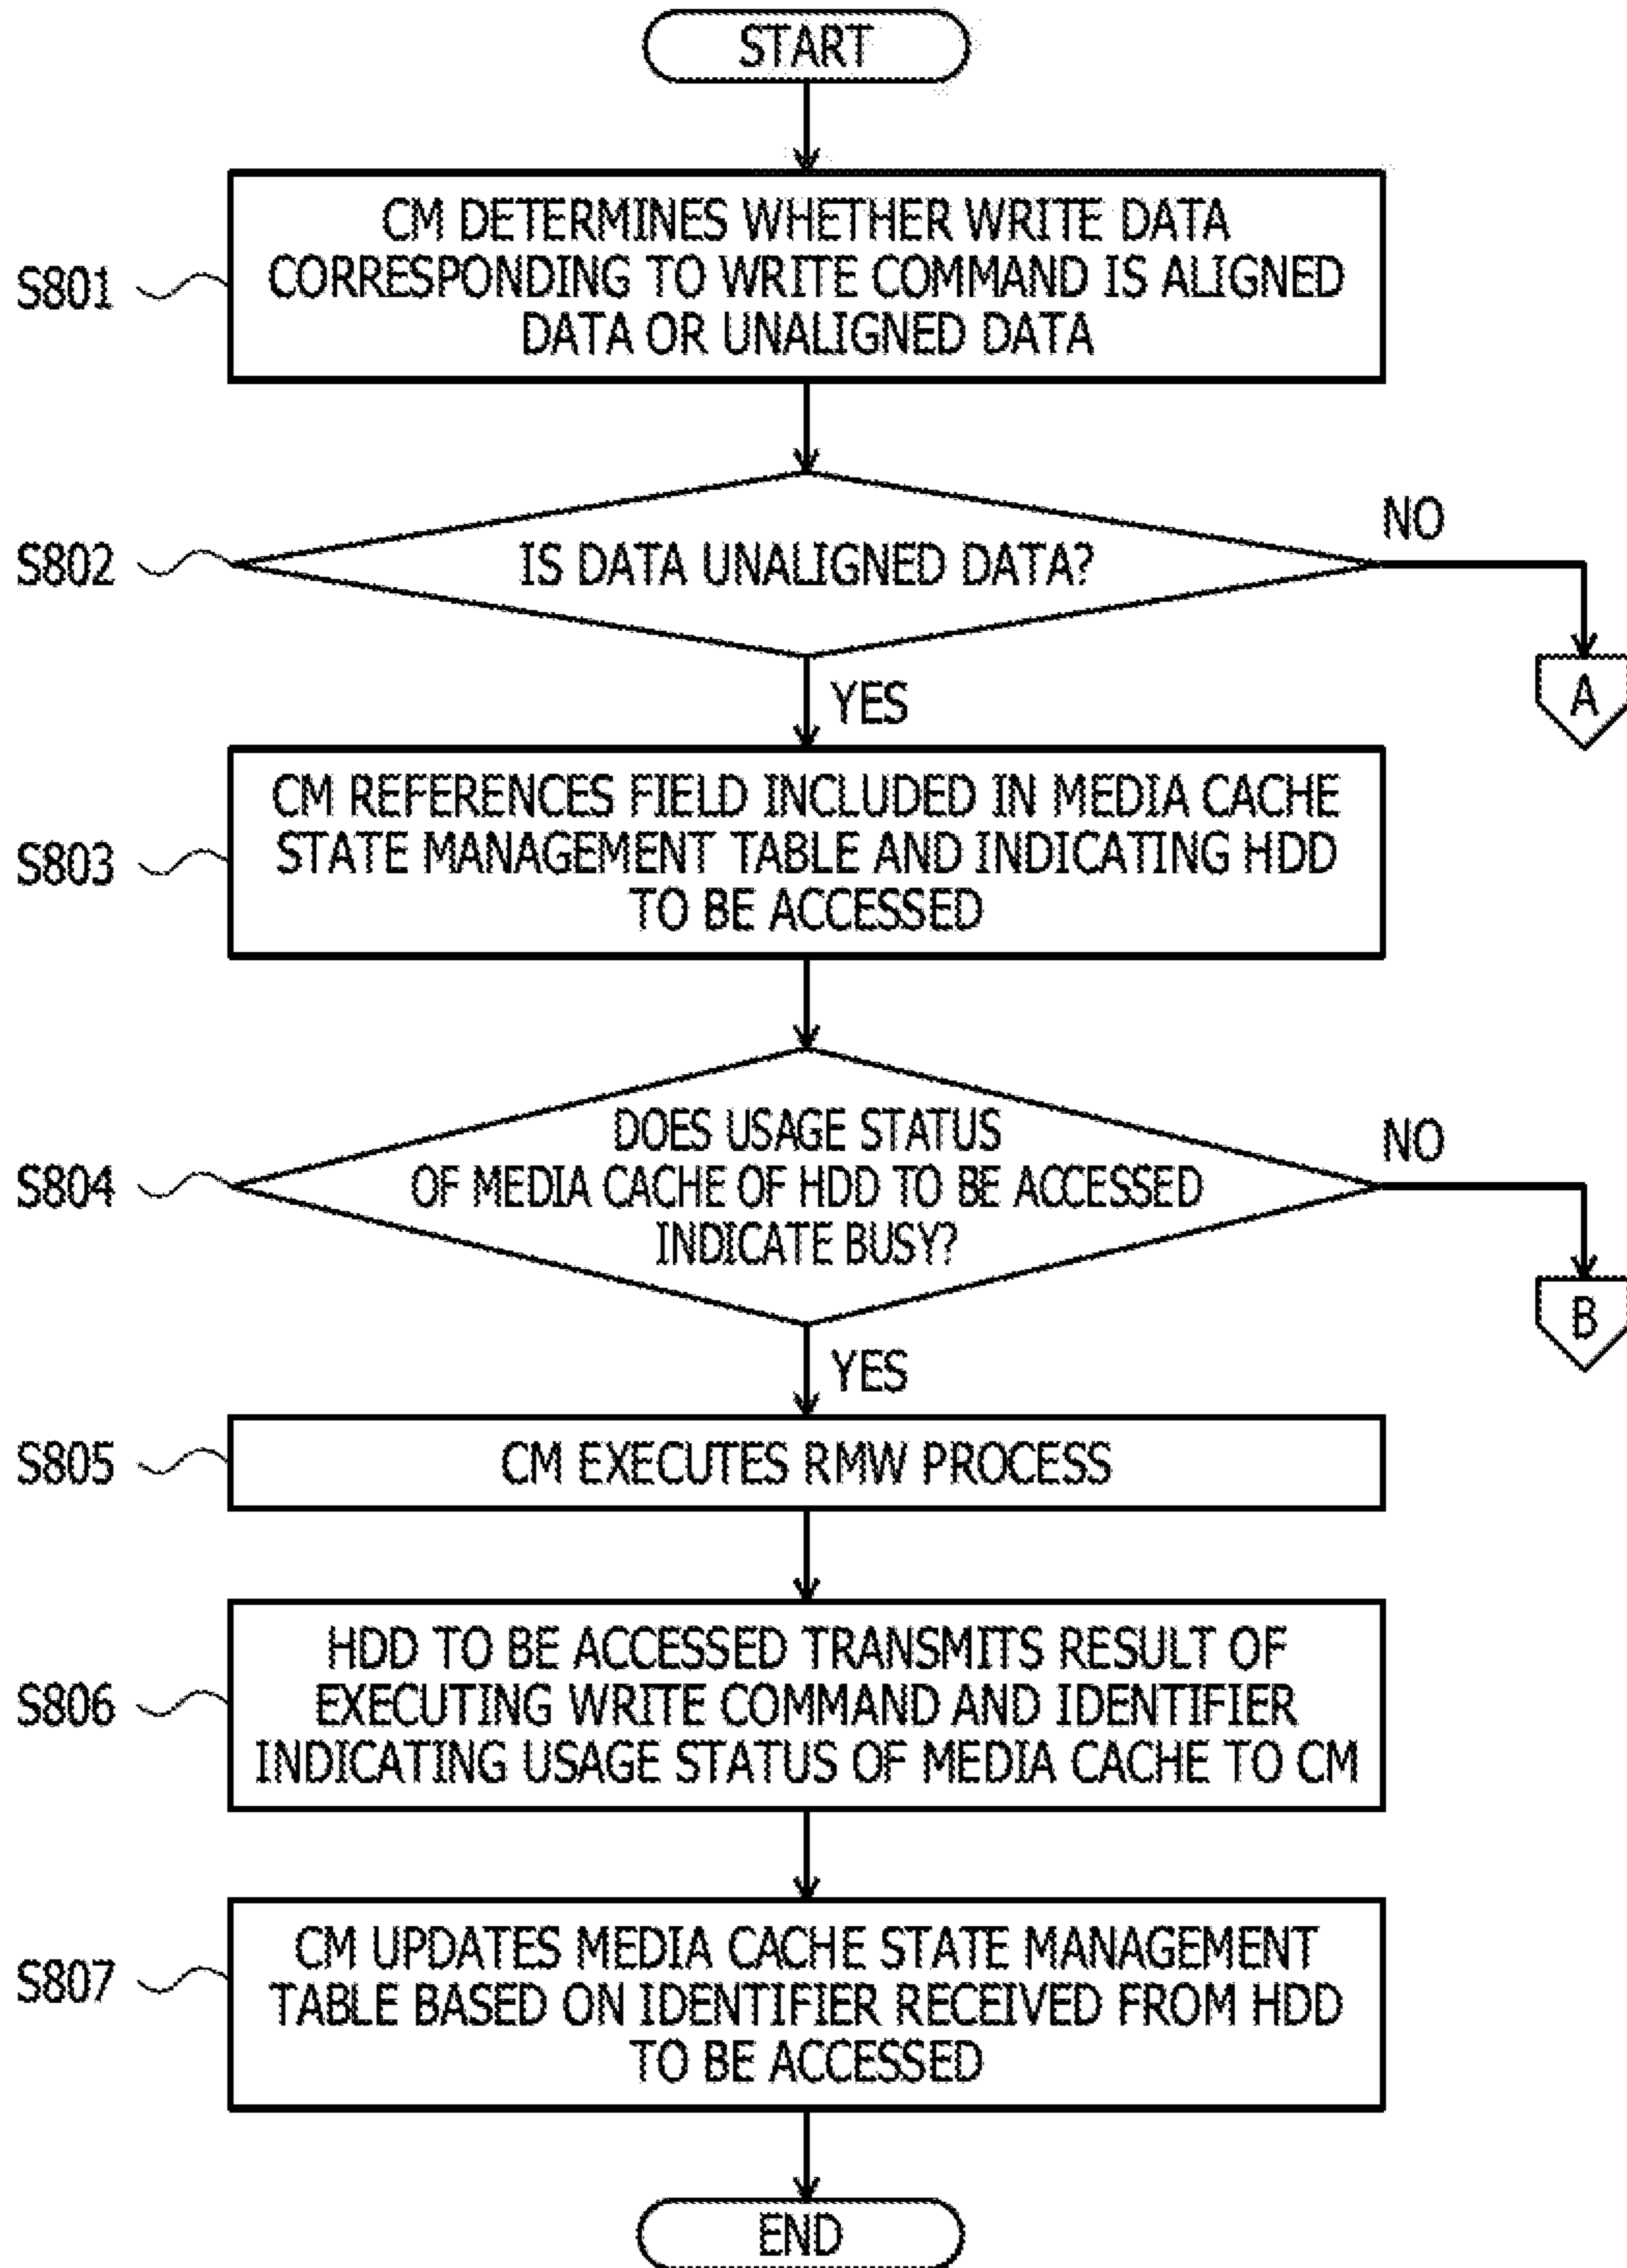 START
S801
CM DETERMINES WHETHER WRITE DATA
CORRESPONDING TO WRITE COMMAND IS ALIGNED
DATA OR UNALIGNED DATA
S802
IS DATA UNALIGNED DATA?
NO
A
YES
S803
CM REFERENCES FIELD INCLUDED IN MEDIA CACHE
STATE MANAGEMENT TABLE AND INDICATING HDD
TO BE ACCESSED
S804
DOES USAGE STATUS
OF MEDIA CACHE OF HDD TO BE ACCESSED
INDICATE BUSY?
NO
B
YES
S805
CM EXECUTES RMW PROCESS
S806
HDD TO BE ACCESSED TRANSMITS RESULT OF
EXECUTING WRITE COMMAND AND IDENTIFIER
INDICATING USAGE STATUS OF MEDIA CACHE TO CM
S807
CM UPDATES MEDIA CACHE STATE MANAGEMENT
TABLE BASED ON IDENTIFIER RECEIVED FROM HDD
TO BE ACCESSED
END